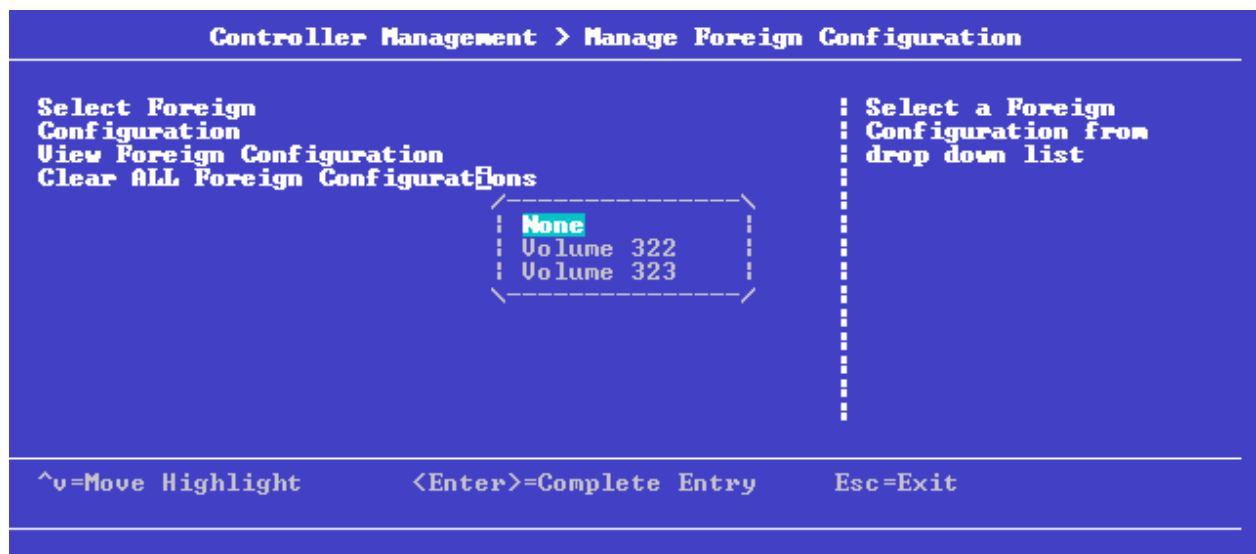 Controller Management > Manage Foreign Configuration
Select Foreign
Configuration
View Foreign Configuration
Clear ALL Foreign Configurations
None
Volume 322
Volume 323
Select a Foreign
Configuration from
drop down list
^v=Move Highlight <Enter>=Complete Entry Esc=Exit